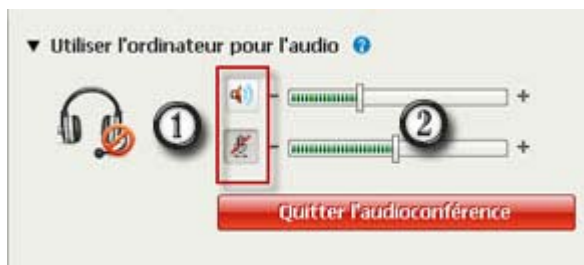 ▼ Utiliser l'ordinateur pour l'audio ?
1
- +
2
- +
Quitter l'audioconférence